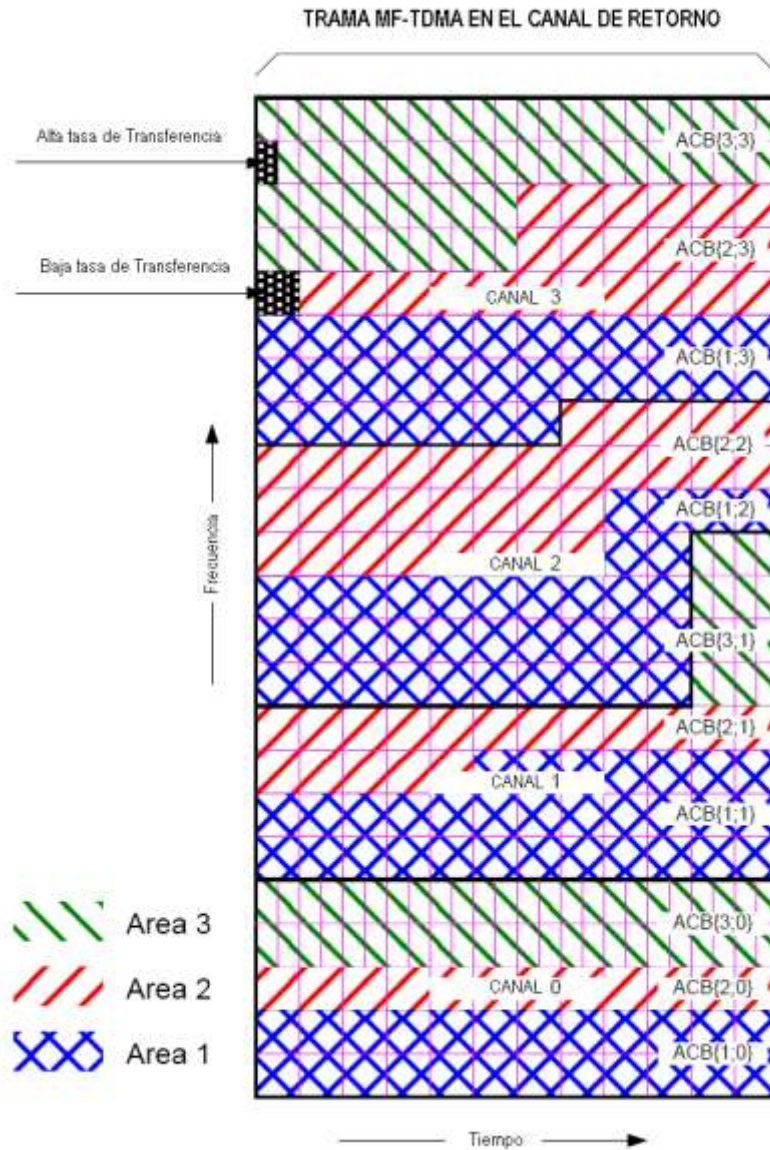 TRAMA MF-TDMA EN EL CANAL DE RETORNO
Alta tasa de Transferencia
ACB{3;3}
ACB{2;3}
Baja tasa de Transferencia
CANAL 3
ACB{1;3}
ACB{2;2}
ACB{1;2}
Frecuencia
CANAL 2
ACB{3;1}
ACB{2;1}
CANAL 1
ACB{1;1}
Area 3
ACB{3;0}
Area 2
CANAL 0
ACB{2;0}
Area 1
ACB{1;0}
Tiempo